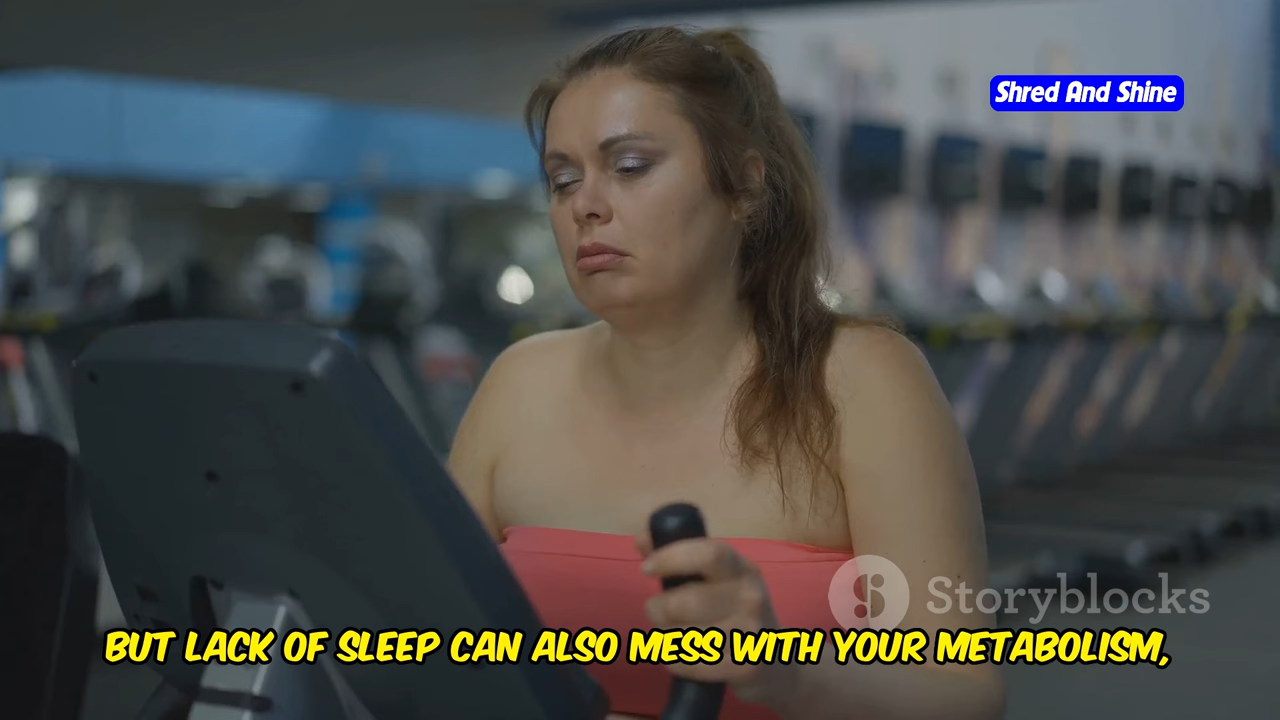 Shred And Shine
Storyblocks
BUT LACK OF SLEEP CAN ALSO MESS WITH YOUR METABOLISM,